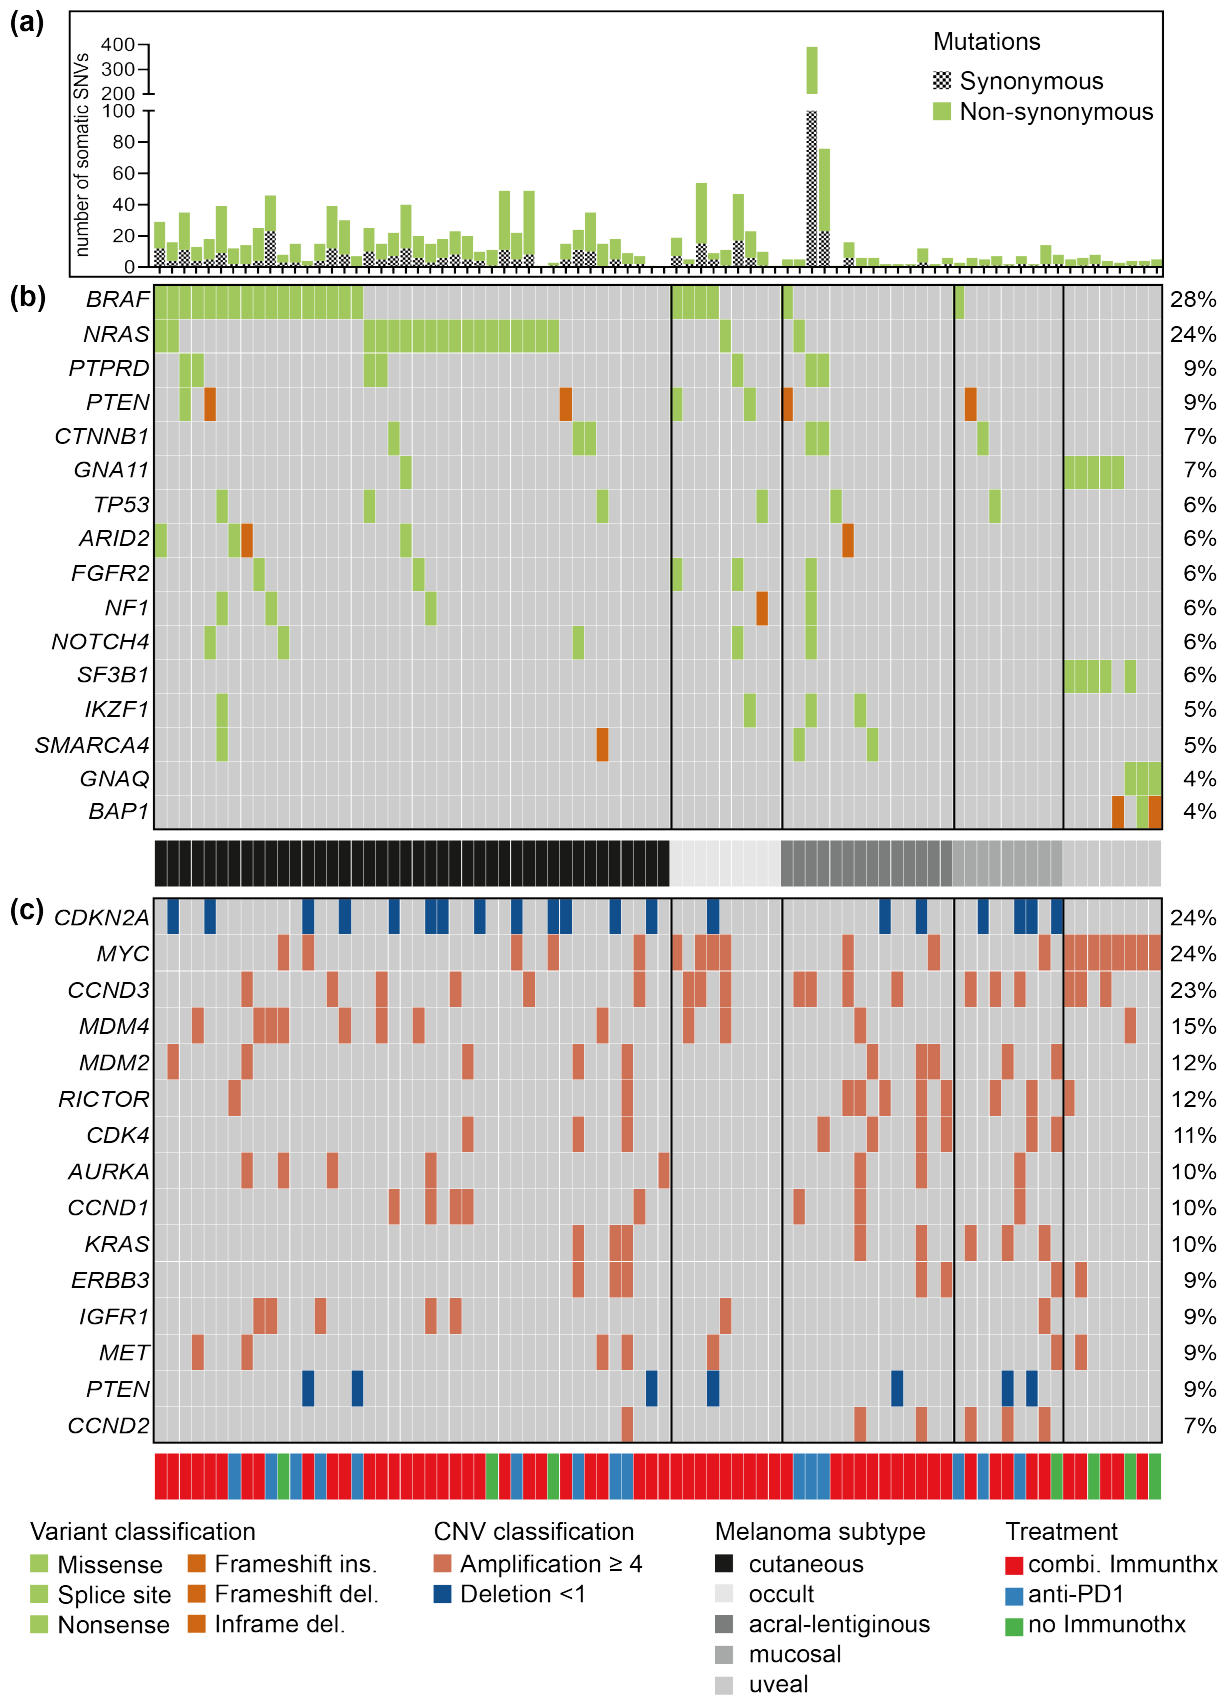 (a)
number of somatic SNVs
400
300
200
100
80
60
40
20
0
Mutations
Synonymous
Non-synonymous
(b)
BRAF 28%
NRAS 24%
PTPRD 9%
PTEN 9%
CTNNB1 7%
GNA11 7%
TP53 6%
ARID2 6%
FGFR2 6%
NF1 6%
NOTCH4 6%
SF3B1 6%
IKZF1 5%
SMARCA4 5%
GNAQ 4%
BAP1 4%
(c)
CDKN2A 24%
MYC 24%
CCND3 23%
MDM4 15%
MDM2 12%
RICTOR 12%
CDK4 11%
AURKA 10%
CCND1 10%
KRAS 10%
ERBB3 9%
IGFR1 9%
MET 9%
PTEN 9%
CCND2 7%
Variant classification
Missense
Splice site
Nonsense
Frameshift ins.
Frameshift del.
Inframe del.
CNV classification
Amplification ≥ 4
Deletion <1
Melanoma subtype
cutaneous
occult
acral-lentiginous
mucosal
uveal
Treatment
combi. Immunthx
anti-PD1
no Immunothx